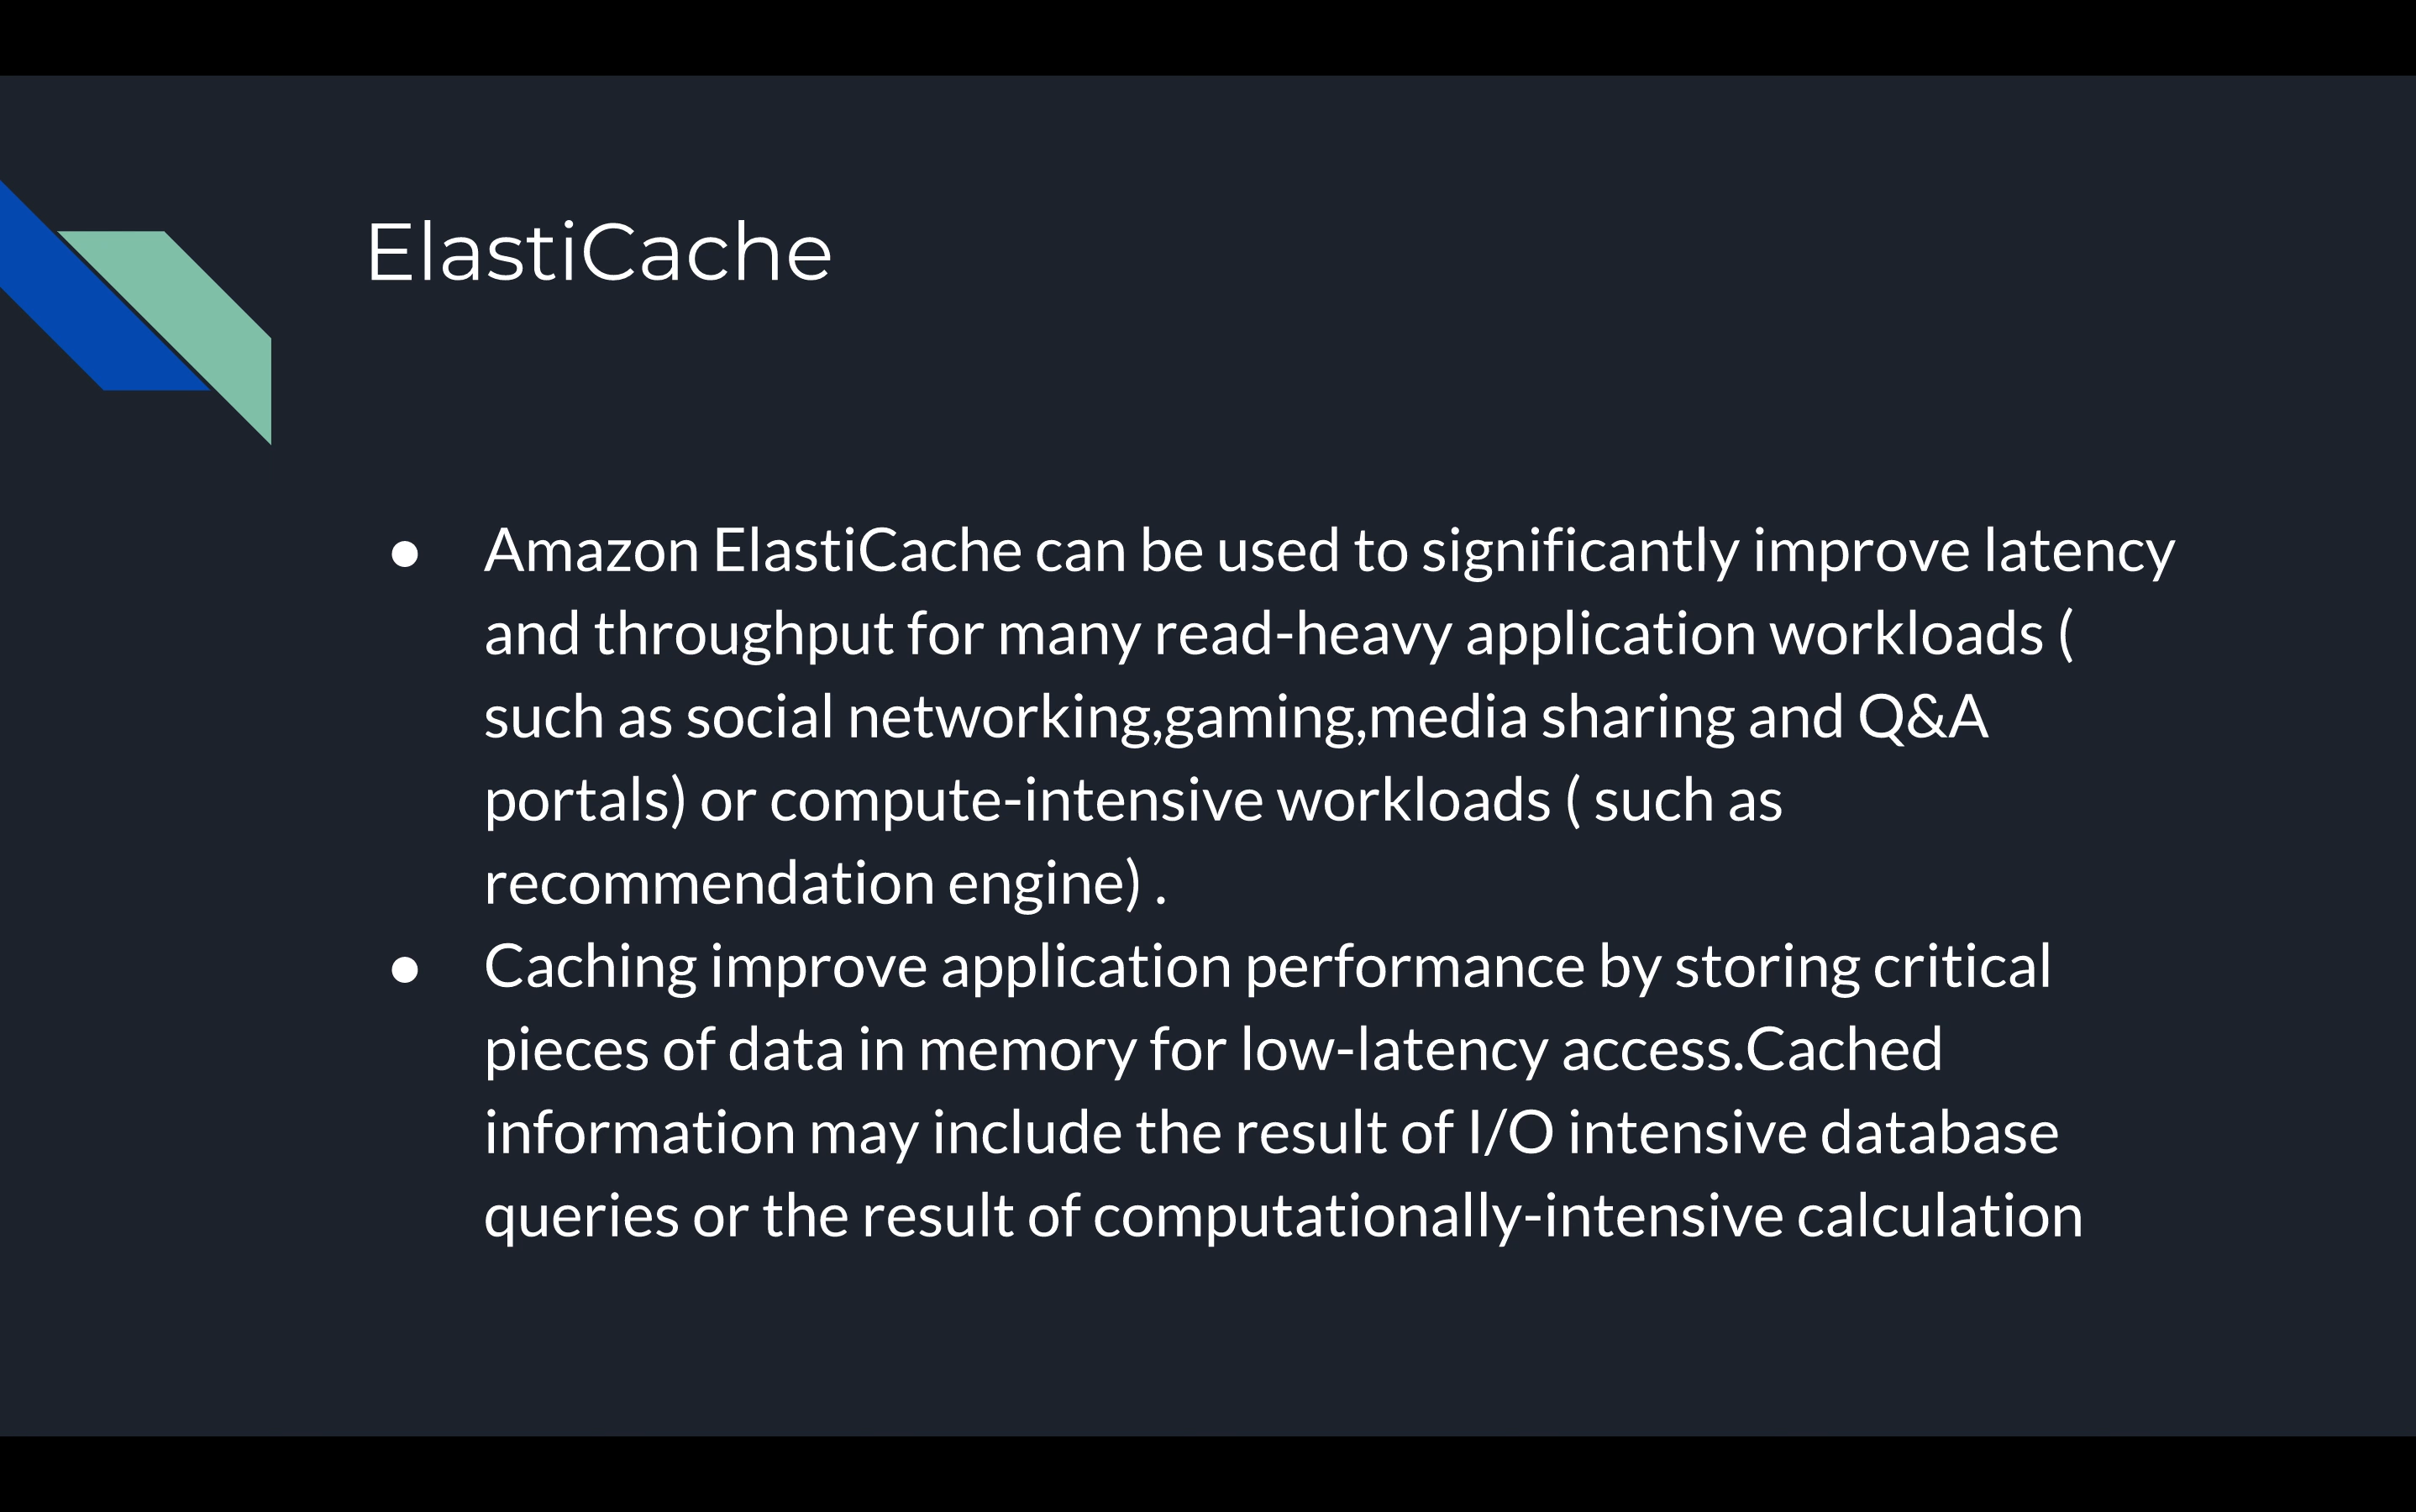 ElastiCache
● Amazon ElastiCache can be used to significantly improve latency
and throughput for many read-heavy application workloads (
such as social networking,gaming,media sharing and Q&A
portals) or compute-intensive workloads ( such as
recommendation engine) .
● Caching improve application performance by storing critical
pieces of data in memory for low-latency access.Cached
information may include the result of I/O intensive database
queries or the result of computationally-intensive calculation